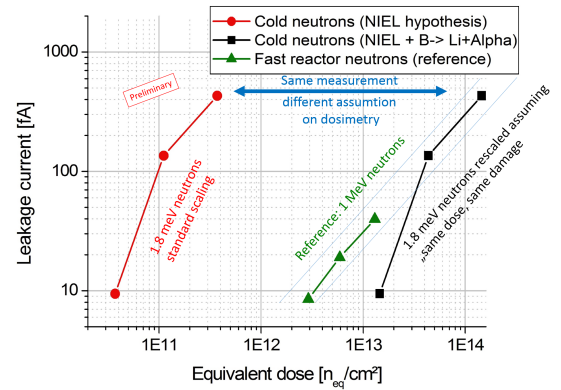 Cold neutrons (NIEL hypothesis)
Cold neutrons (NIEL + B-> Li+Alpha)
Fast reactor neutrons (reference)
1000
100
10
Leakage current [fA]
Preliminary
Same measurement
different assumtion
on dosimetry
1.8 meV neutrons
standard scaling
Reference: 1 MeV neutrons
1.8 meV neutrons rescaled assuming
„same dose, same damage
1E11
1E12
1E13
1E14
Equivalent dose [neq/cm²]